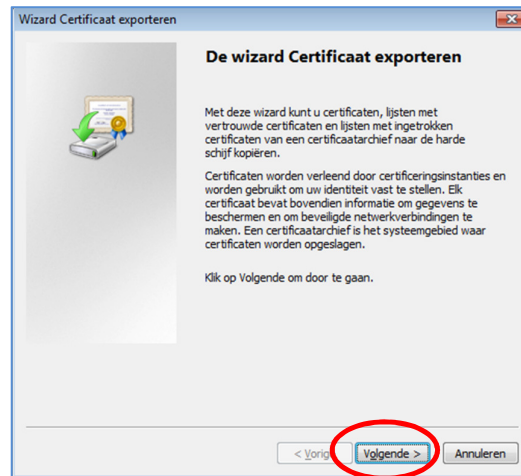 Wizard Certificaat exporteren
De wizard Certificaat exporteren
Met deze wizard kunt u certificaten, lijsten met
vertrouwde certificaten en lijsten met ingetrokken
certificaten van een certificaatarchief naar de harde
schijf kopiëren.
Certificaten worden verleend door certificeringsinstanties en
worden gebruikt om uw identiteit vast te stellen. Elk
certificaat bevat bovendien informatie om gegevens te
beschermen en om beveiligde netwerkverbindingen te
maken. Een certificaatarchief is het systeemgebied waar
certificaten worden opgeslagen.
Klik op Volgende om door te gaan.
< Vorig Volgende > Annuleren